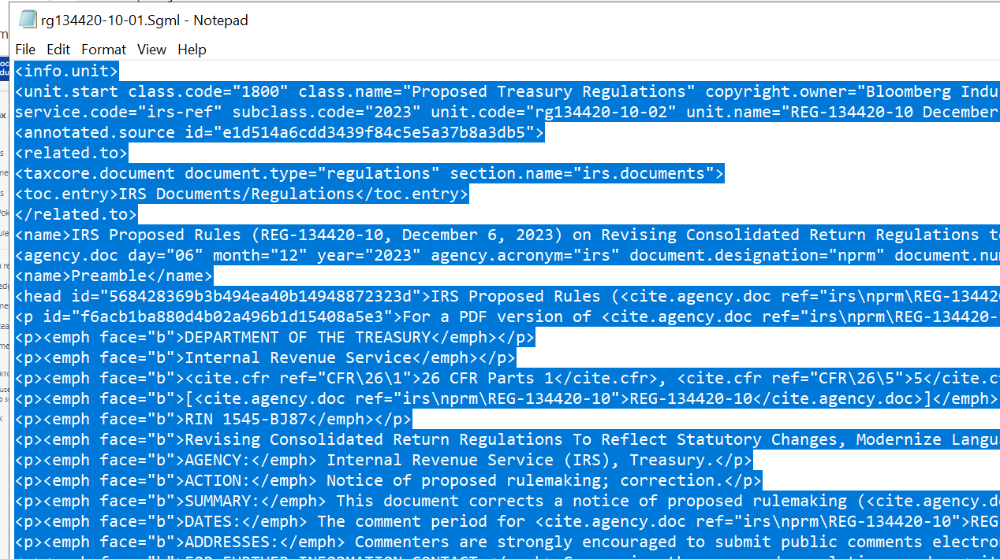 rg134420-10-01.Sgml - Notepad
File Edit Format View Help
<info.unit>
<unit.start class.code="1800" class.name="Proposed Treasury Regulations" copyright.owner="Bloomberg Indu
service.code="irs-ref" subclass.code="2023" unit.code="rg134420-10-02" unit.name="REG-134420-10 December
<annotated.source id="e1d514a6cdd3439f84c5e5a37b8a3db5">
<related.to>
<taxcore.document document.type="regulations" section.name="irs.documents">
<toc.entry>IRS Documents/Regulations</toc.entry>
</related.to>
<name>IRS Proposed Rules (REG-134420-10, December 6, 2023) on Revising Consolidated Return Regulations t
<agency.doc day="06" month="12" year="2023" agency.acronym="irs" document.designation="nprm" document.nu
<name>Preamble</name>
<head id="568428369b3b494ea40b14948872323d">IRS Proposed Rules (<cite.agency.doc ref="irs\nprm\REG-13442
<p id="f6acb1ba880d4b02a496b1d15408a5e3">For a PDF version of <cite.agency.doc ref="irs\nprm\REG-134420-
<p><emph face="b">DEPARTMENT OF THE TREASURY</emph></p>
<p><emph face="b">Internal Revenue Service</emph></p>
<p><emph face="b"><cite.cfr ref="CFR\26\1">26 CFR Parts 1</cite.cfr>, <cite.cfr ref="CFR\26\5">5</cite.c
<p><emph face="b">[<cite.agency.doc ref="irs\nprm\REG-134420-10">REG-134420-10</cite.agency.doc>]</emph>
<p><emph face="b">RIN 1545-BJ87</emph></p>
<p><emph face="b">Revising Consolidated Return Regulations To Reflect Statutory Changes, Modernize Langu
<p><emph face="b">AGENCY:</emph> Internal Revenue Service (IRS), Treasury.</p>
<p><emph face="b">ACTION:</emph> Notice of proposed rulemaking; correction.</p>
<p><emph face="b">SUMMARY:</emph> This document corrects a notice of proposed rulemaking (<cite.agency.d
<p><emph face="b">DATES:</emph> The comment period for <cite.agency.doc ref="irs\nprm\REG-134420-10">REG
<p><emph face="b">ADDRESSES:</emph> Commenters are strongly encouraged to submit public comments electro